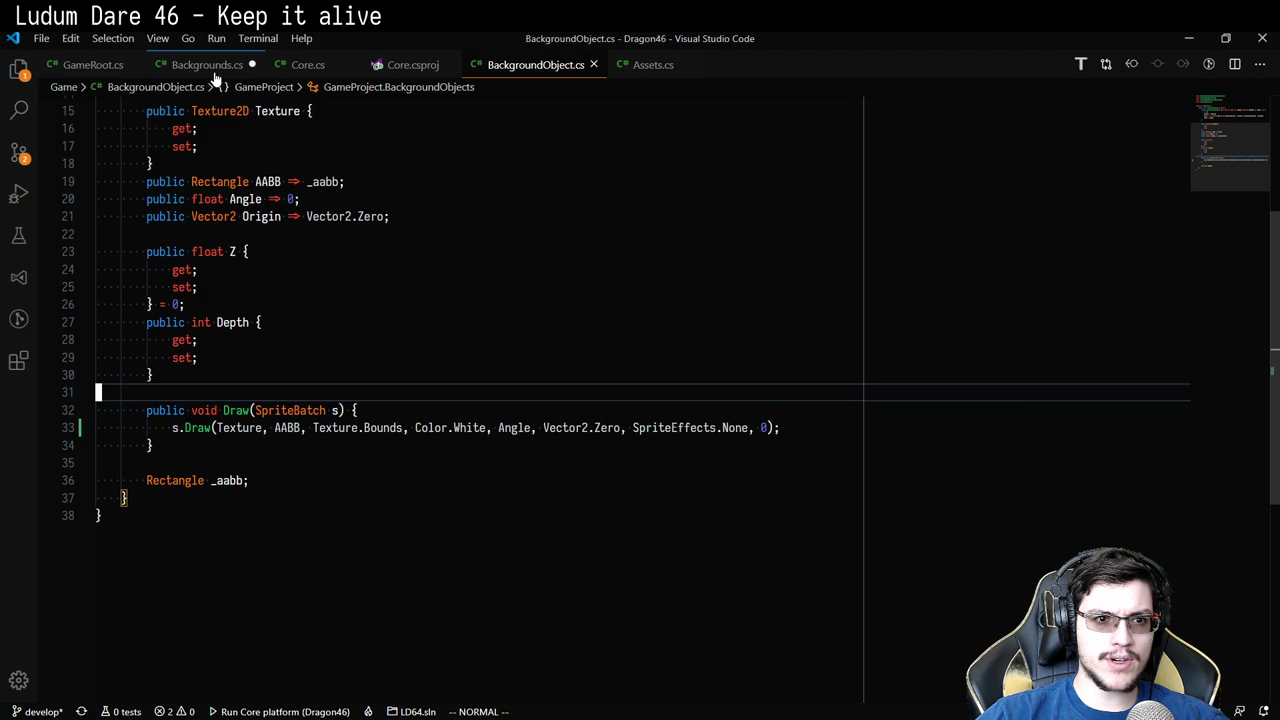 Ludum Dare 46 - Keep it alive
File Edit Selection View Go Run Terminal Help BackgroundObject.cs - Dragon46 - Visual Studio Code
GameRoot.cs Backgrounds.cs Core.cs Core.csproj BackgroundObject.cs Assets.cs
Game > BackgroundObject.cs > {} GameProject > GameProject.BackgroundObjects
15 public Texture2D Texture {
16 get;
17 set;
18 }
19 public Rectangle AABB => _aabb;
20 public float Angle => 0;
21 public Vector2 Origin => Vector2.Zero;
22
23 public float Z {
24 get;
25 set;
26 } = 0;
27 public int Depth {
28 get;
29 set;
30 }
31
32 public void Draw(SpriteBatch s) {
33 s.Draw(Texture, AABB, Texture.Bounds, Color.White, Angle, Vector2.Zero, SpriteEffects.None, 0);
34 }
35
36 Rectangle _aabb;
37 }
38 }
1
2
develop* 0 tests 2 0 Run Core platform (Dragon46) LD64.sln -- NORMAL --